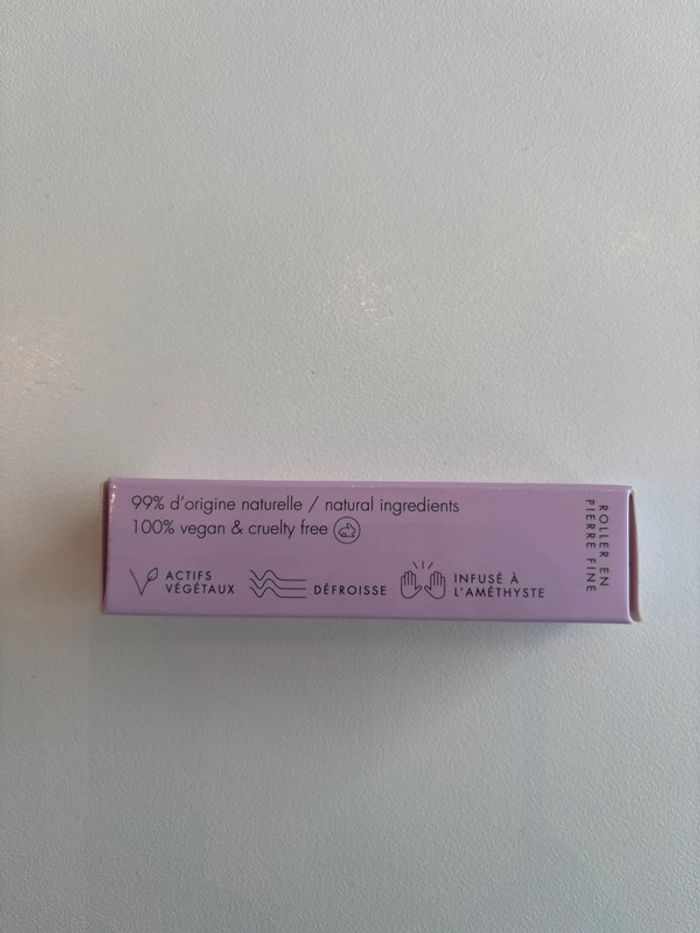 99% d'origine naturelle / natural ingredients
100% vegan & cruelty free
ACTIFS
VÉGÉTAUX
DÉFROISSE
INFUSÉ À
L'AMÉTHYSTE
ROLLER EN
PIERRE FINE